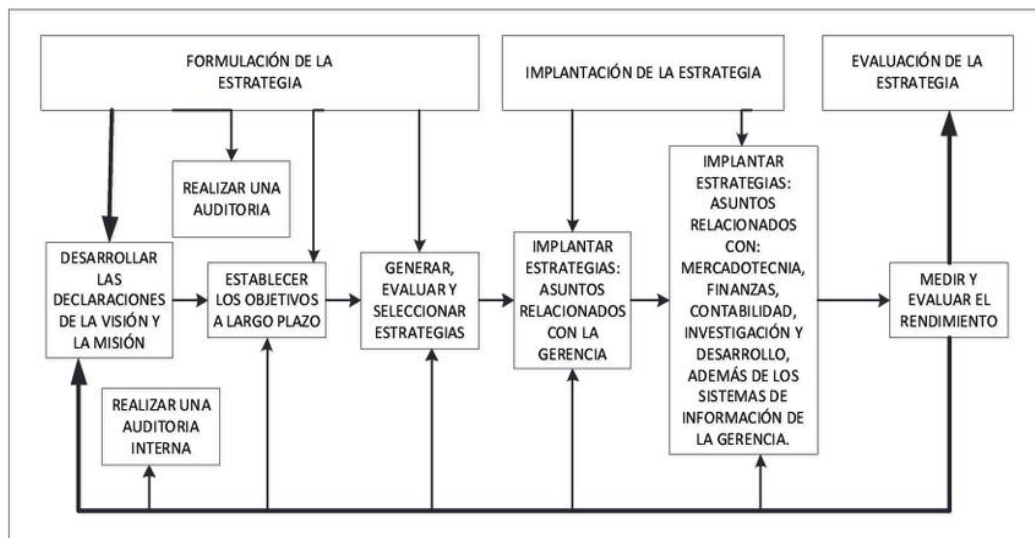 FORMULACIÓN DE LA
ESTRATEGIA
IMPLANTACIÓN DE LA ESTRATEGIA
EVALUACIÓN DE LA
ESTRATEGIA
REALIZAR UNA
AUDITORIA
DESARROLLAR
LAS
DECLARACIONES
DE LA VISIÓN Y
LA MISIÓN
ESTABLECER
LOS OBJETIVOS
A LARGO PLAZO
GENERAR,
EVALUAR Y
SELECCIONAR
ESTRATEGIAS
IMPLANTAR
ESTRATEGIAS:
ASUNTOS
RELACIONADOS
CON LA
GERENCIA
IMPLANTAR
ESTRATEGIAS:
ASUNTOS
RELACIONADOS
CON:
MERCADOTECNIA,
FINANZAS,
CONTABILIDAD,
INVESTIGACIÓN Y
DESARROLLO,
ADEMÁS DE LOS
SISTEMAS DE
INFORMACIÓN DE
LA GERENCIA.
MEDIR Y
EVALUAR EL
RENDIMIENTO
REALIZAR UNA
AUDITORIA
INTERNA